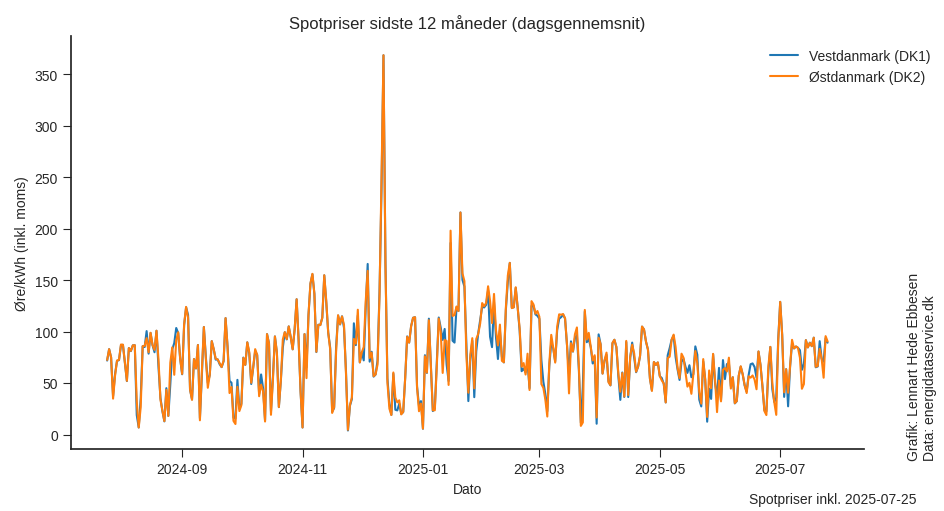 Spotpriser sidste 12 måneder (dagsgennemsnit)
Vestdanmark (DK1)
Østdanmark (DK2)
Øre/kWh (inkl. moms)
350
300
250
200
150
100
50
0
2024-09
2024-11
2025-01
2025-03
2025-05
2025-07
Dato
Grafik: Lennart Hede Ebbesen
Data: energidataservice.dk
Spotpriser inkl. 2025-07-25